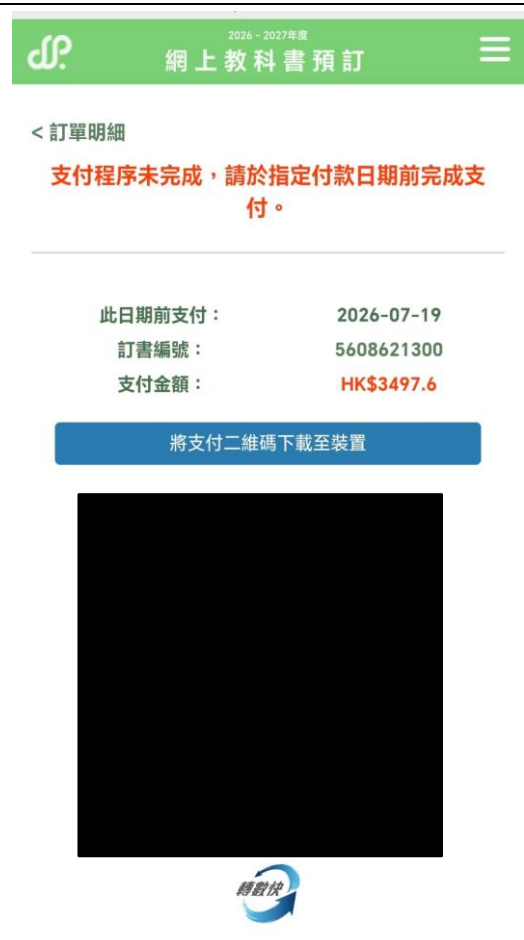 2026 - 2027年度
網上教科書預訂
< 訂單明細
支付程序未完成，請於指定付款日期前完成支
付。
此日期前支付： 2026-07-19
訂書編號： 5608621300
支付金額： HK$3497.6
將支付二維碼下載至裝置
轉數快